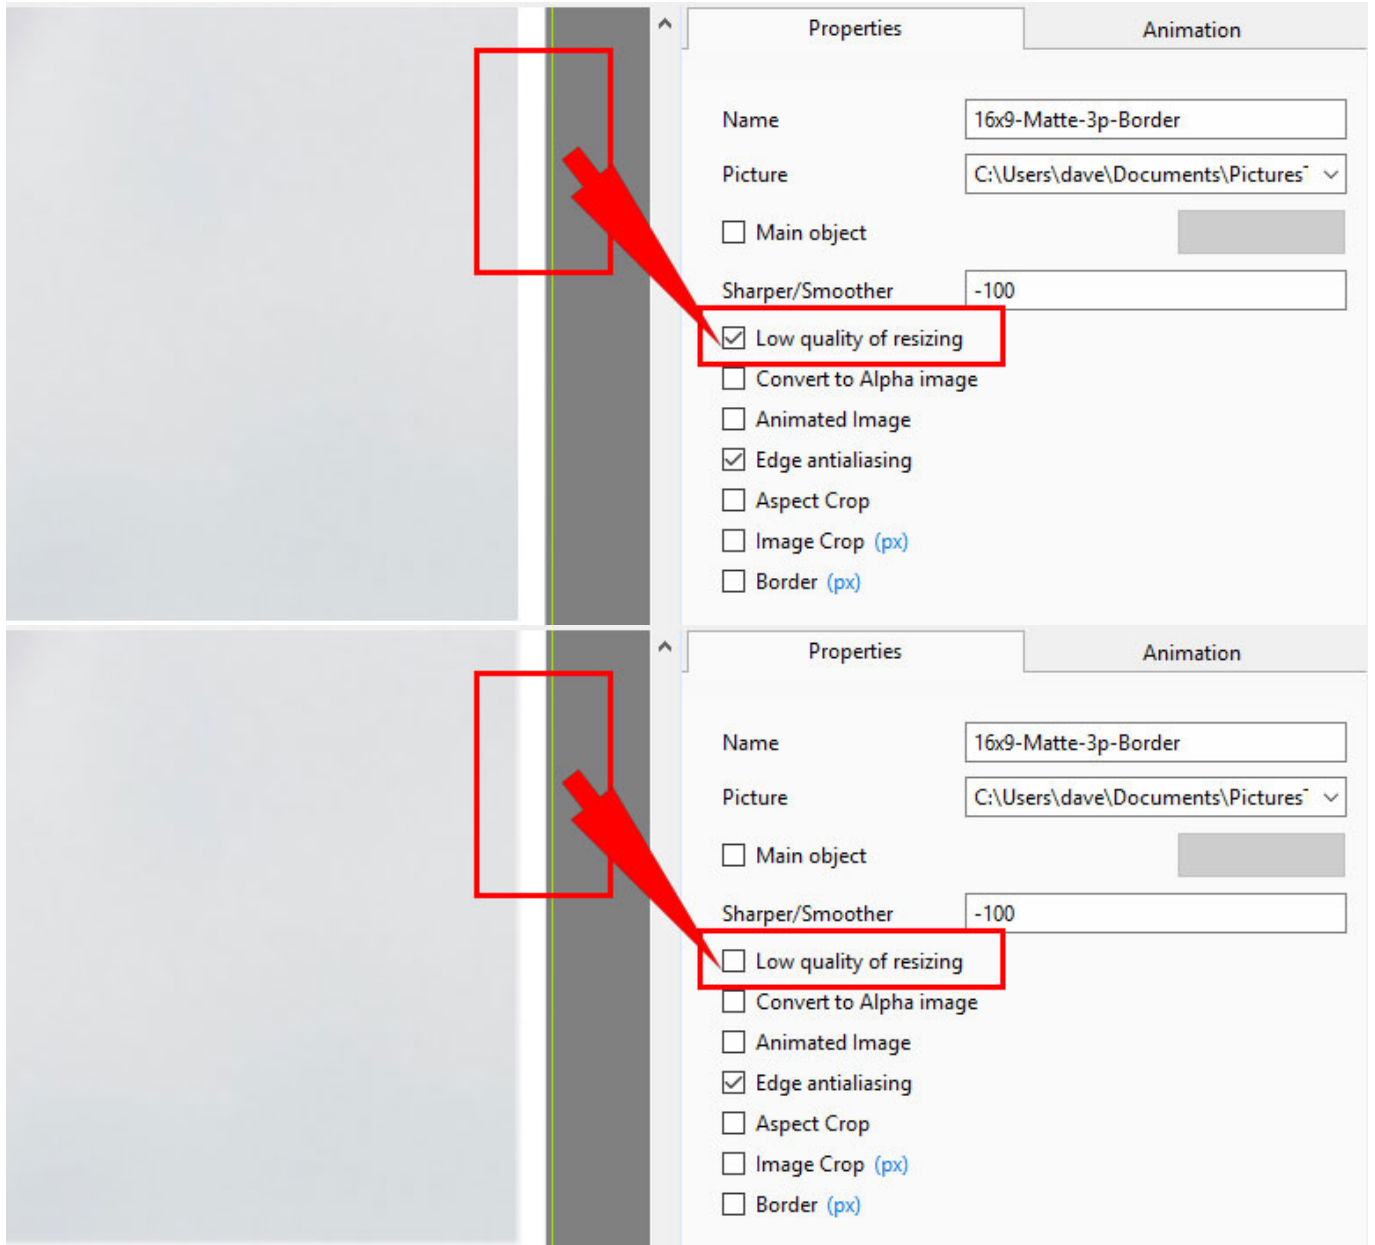 Properties
Animation
Name
16x9-Matte-3p-Border
Picture
C:\Users\dave\Documents\Pictures
Main object
Sharper/Smoother
-100
Low quality of resizing
Convert to Alpha image
Animated Image
Edge antialiasing
Aspect Crop
Image Crop (px)
Border (px)
Properties
Animation
Name
16x9-Matte-3p-Border
Picture
C:\Users\dave\Documents\Pictures
Main object
Sharper/Smoother
-100
Low quality of resizing
Convert to Alpha image
Animated Image
Edge antialiasing
Aspect Crop
Image Crop (px)
Border (px)